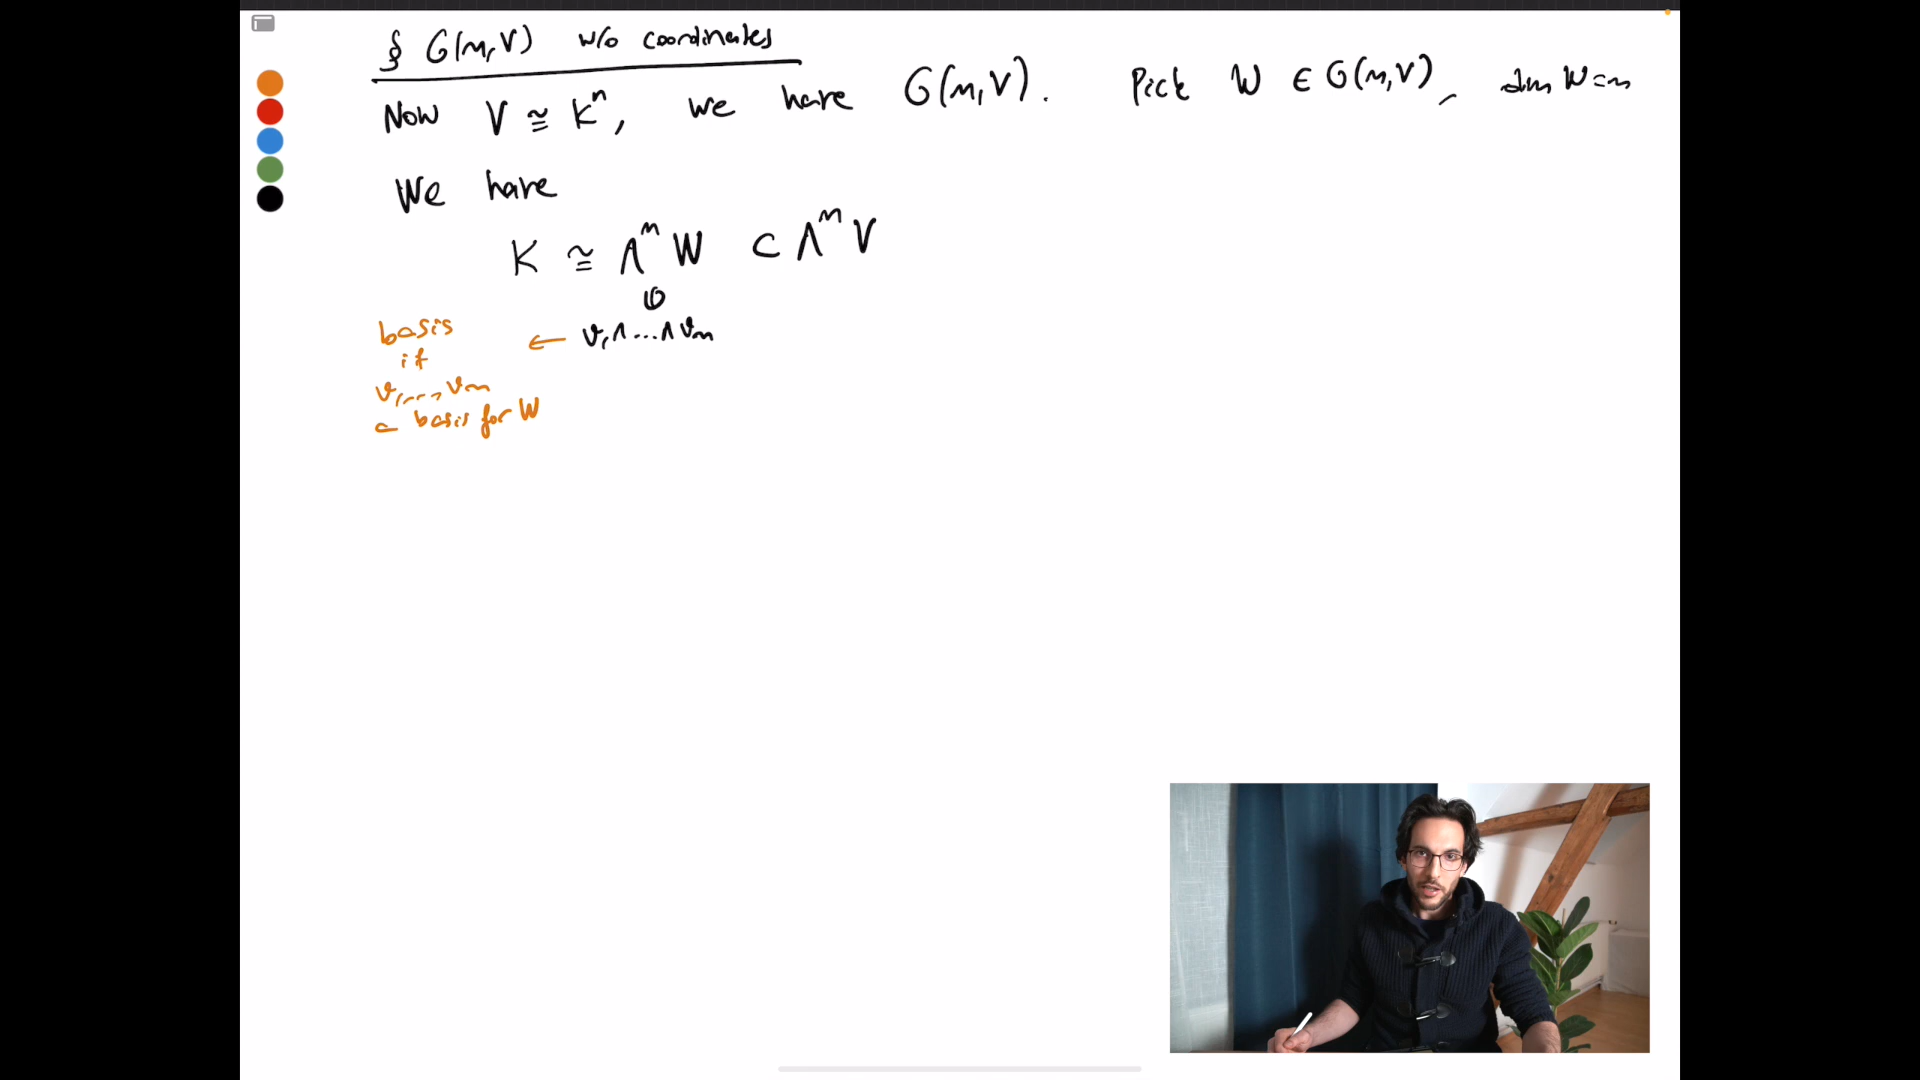 § G(m,V) w/o coordinates
Now V ≅ Kⁿ, we have G(m,V). Pick W ∈ G(m,V), dim W=m
We have
K ≅ Λᵐ W ⊂ Λᵐ V
v₁∧...∧vₘ
basis
if
v₁,...,vₘ
a basis for W